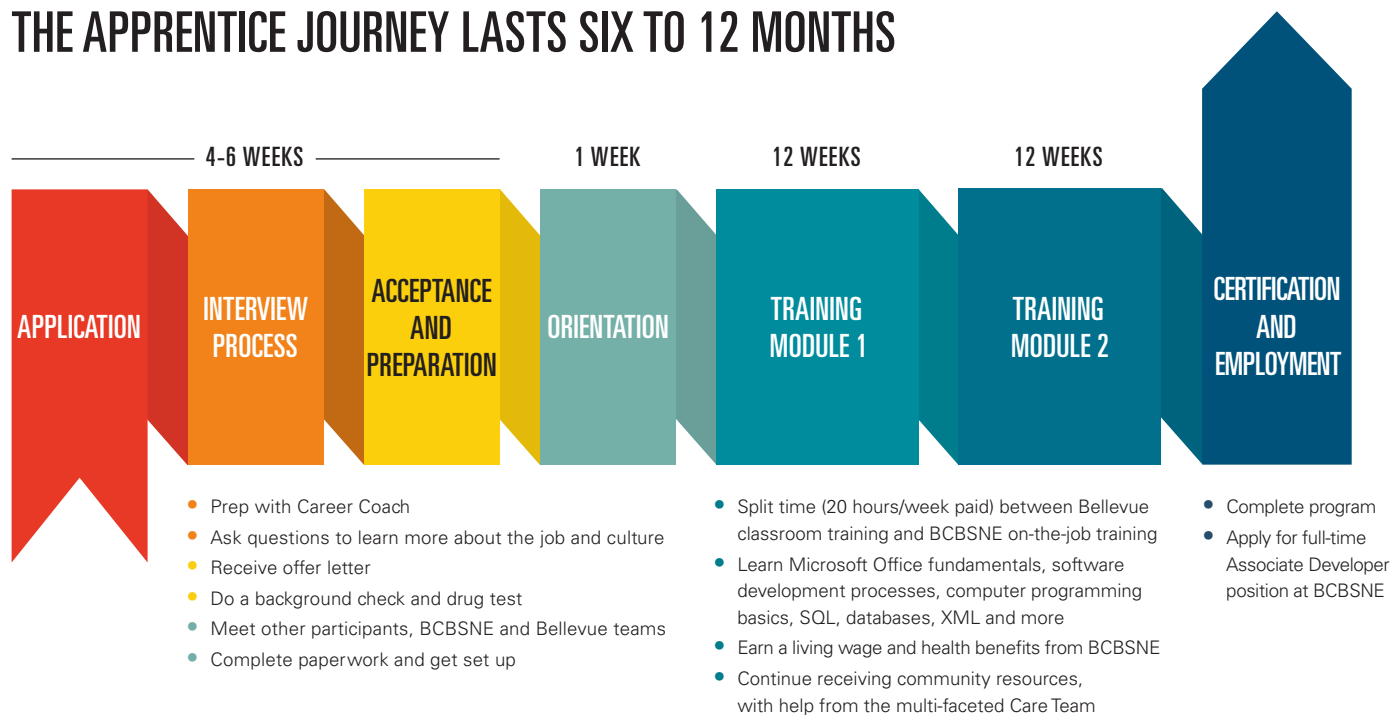 THE APPRENTICE JOURNEY LASTS SIX TO 12 MONTHS
4-6 WEEKS
1 WEEK
12 WEEKS
12 WEEKS
APPLICATION
INTERVIEW
PROCESS
ACCEPTANCE
AND
PREPARATION
ORIENTATION
TRAINING
MODULE 1
TRAINING
MODULE 2
CERTIFICATION
AND
EMPLOYMENT
• Prep with Career Coach
• Ask questions to learn more about the job and culture
• Receive offer letter
• Do a background check and drug test
• Meet other participants, BCBSNE and Bellevue teams
• Complete paperwork and get set up
• Split time (20 hours/week paid) between Bellevue
classroom training and BCBSNE on-the-job training
• Learn Microsoft Office fundamentals, software
development processes, computer programming
basics, SQL, databases, XML and more
• Earn a living wage and health benefits from BCBSNE
• Continue receiving community resources,
with help from the multi-faceted Care Team
• Complete program
• Apply for full-time
Associate Developer
position at BCBSNE